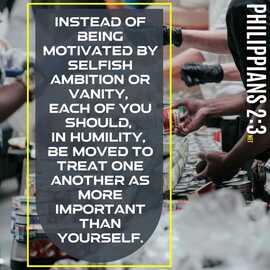 INSTEAD OF
BEING
MOTIVATED BY
SELFISH
AMBITION OR
VANITY,
EACH OF YOU
SHOULD,
IN HUMILITY,
BE MOVED TO
TREAT ONE
ANOTHER AS
MORE
IMPORTANT
THAN
YOURSELF.
PHILIPPIANS 2:3 NET